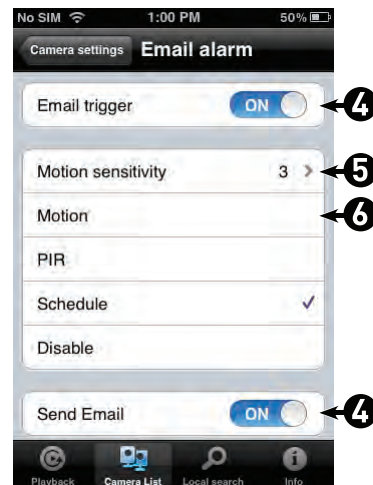 No SIM 1:00 PM 50%
Camera settings Email alarm
Email trigger ON 4
Motion sensitivity 3 > 5
Motion 6
PIR
Schedule ✓
Disable
Send Email ON 4
Playback Camera List Local search Info